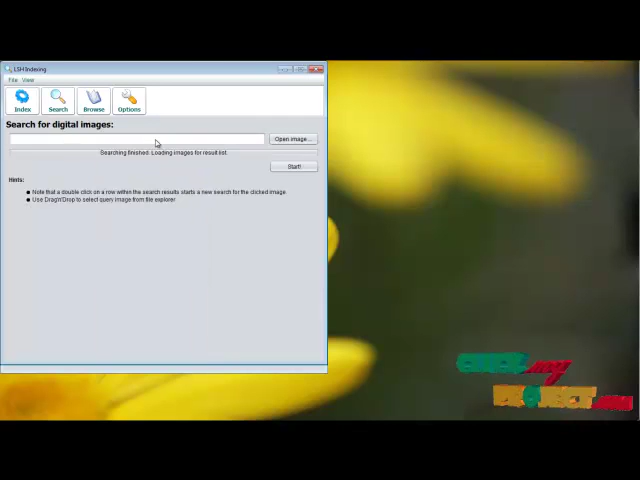 LSH Indexing
File View
Index Search Browse Options
Search for digital images:
Open image...
Searching finished. Loading images for result list.
Start!
Hints:
● Note that a double click on a row within the search results starts a new search for the clicked image.
● Use Drag'n'Drop to select query image from file explorer
my